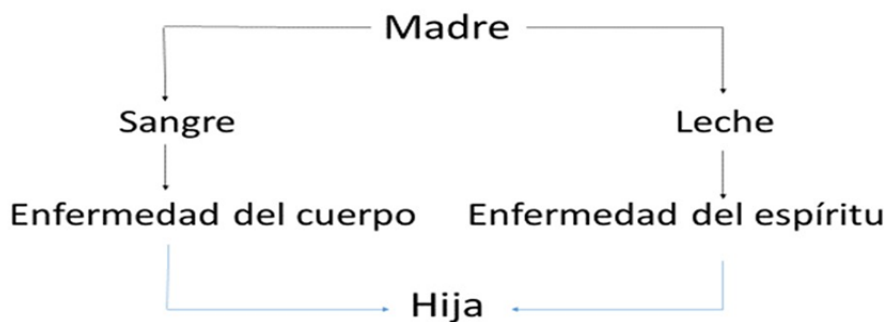 Madre
Sangre Leche
Enfermedad del cuerpo Enfermedad del espíritu
Hija